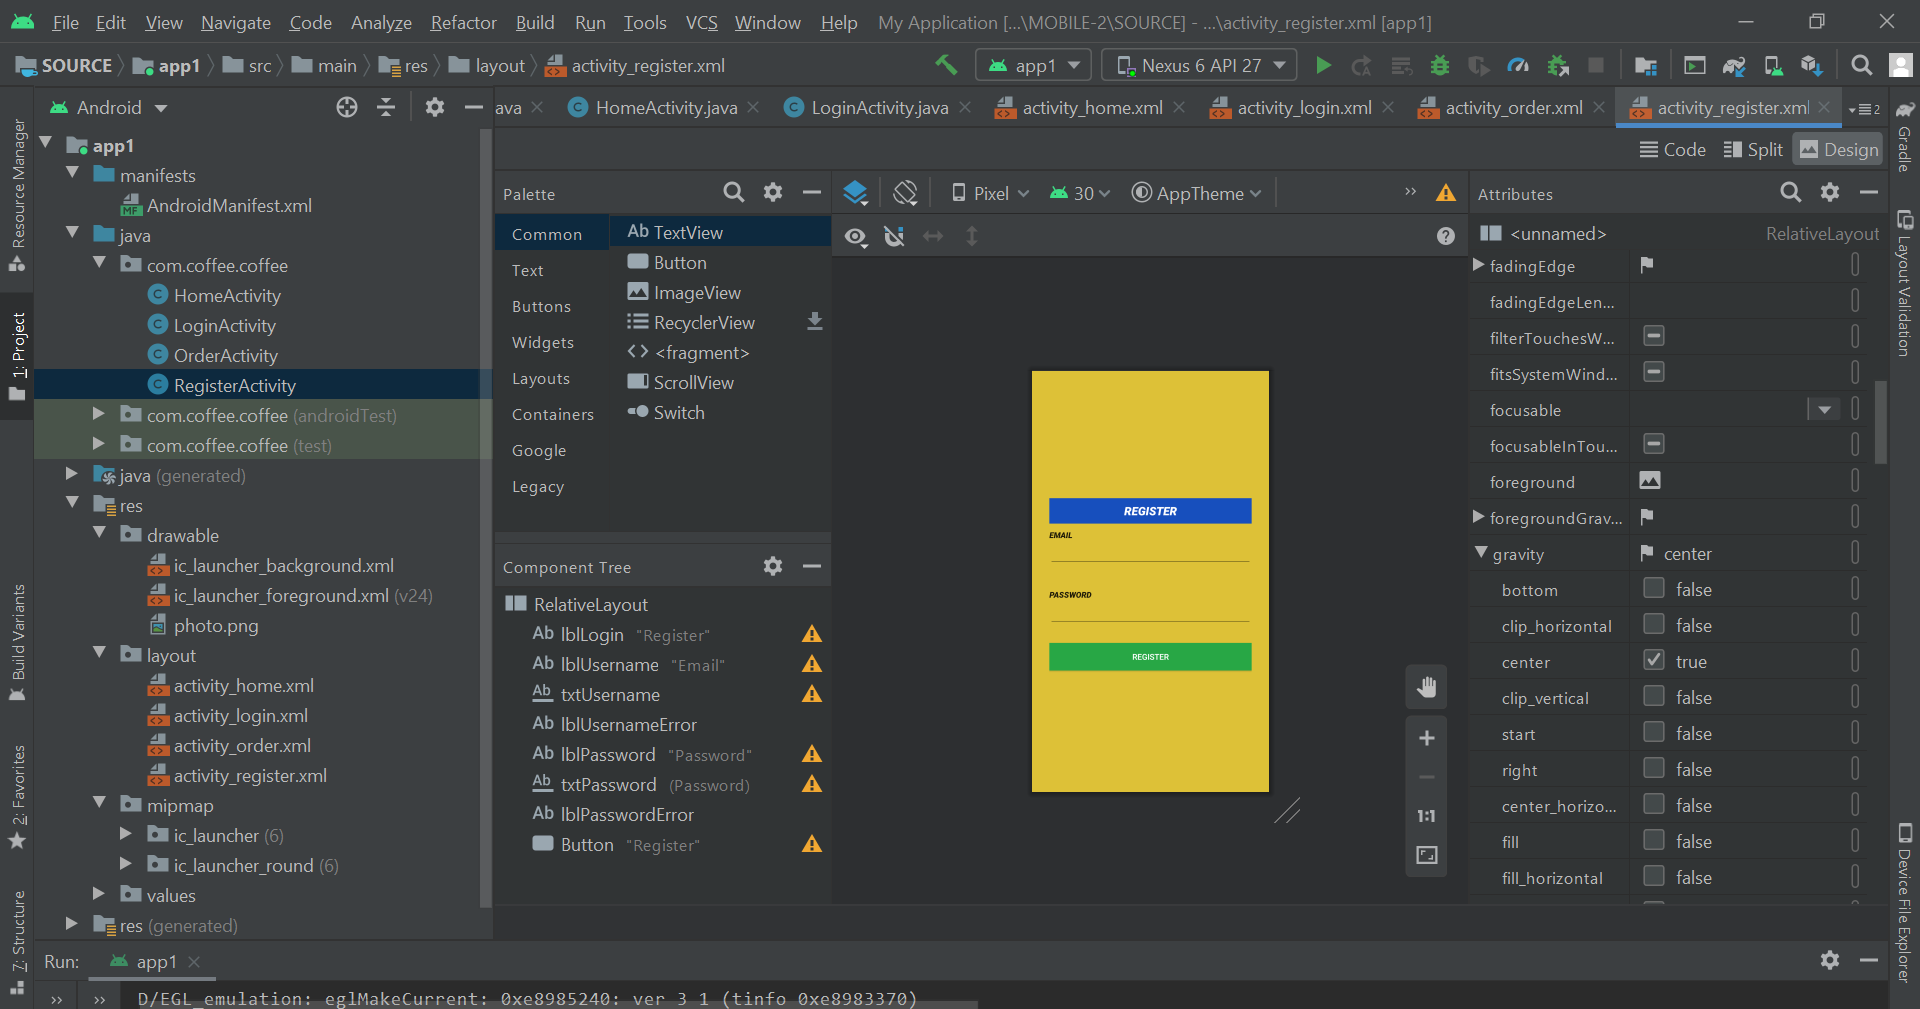 File Edit View Navigate Code Analyze Refactor Build Run Tools VCS Window Help My Application [...\MOBILE-2\SOURCE] - ...\activity_register.xml [app1]
SOURCE app1 src main res layout activity_register.xml app1 Nexus 6 API 27
Android
ava HomeActivity.java LoginActivity.java activity_home.xml activity_login.xml activity_order.xml activity_register.xml 2
Code Split Design
Resource Manager
1: Project
Build Variants
2: Favorites
7: Structure
app1
manifests
MF AndroidManifest.xml
java
com.coffee.coffee
C HomeActivity
C LoginActivity
C OrderActivity
C RegisterActivity
com.coffee.coffee (androidTest)
com.coffee.coffee (test)
java (generated)
res
drawable
ic_launcher_background.xml
ic_launcher_foreground.xml (v24)
photo.png
layout
activity_home.xml
activity_login.xml
activity_order.xml
activity_register.xml
mipmap
ic_launcher (6)
ic_launcher_round (6)
values
res (generated)
Palette
Common
Text
Buttons
Widgets
Layouts
Containers
Google
Legacy
Ab TextView
Button
ImageView
RecyclerView
<> <fragment>
ScrollView
Switch
Component Tree
RelativeLayout
Ab lblLogin "Register"
Ab lblUsername "Email"
Ab txtUsername
Ab lblUsernameError
Ab lblPassword "Password"
Ab txtPassword (Password)
Ab lblPasswordError
Button "Register"
Pixel 30 AppTheme
REGISTER
EMAIL
PASSWORD
REGISTER
1:1
Attributes
<unnamed> RelativeLayout
fadingEdge
fadingEdgeLen...
filterTouchesW...
fitsSystemWind...
focusable
focusableInTou...
foreground
foregroundGrav...
gravity center
bottom false
clip_horizontal false
center true
clip_vertical false
start false
right false
center_horizo... false
fill false
fill_horizontal false
Gradle
Layout Validation
Device File Explorer
Run: app1
D/EGL_emulation: eglMakeCurrent: 0xe8985240: ver 3 1 (tinfo 0xe8983370)